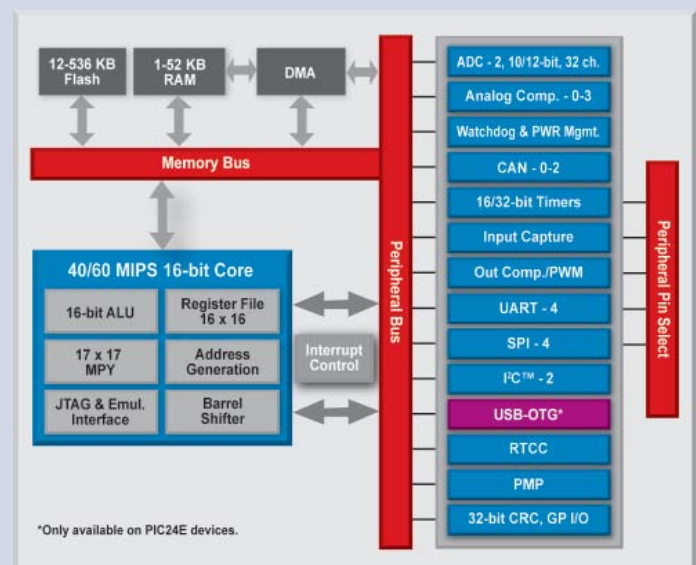 12-536 KB
Flash
1-52 KB
RAM
DMA
Memory Bus
40/60 MIPS 16-bit Core
16-bit ALU
Register File
16 x 16
17 x 17
MPY
Address
Generation
JTAG & Emul.
Interface
Barrel
Shifter
Interrupt
Control
Peripheral Bus
ADC - 2, 10/12-bit, 32 ch.
Analog Comp. - 0-3
Watchdog & PWR Mgmt.
CAN - 0-2
16/32-bit Timers
Input Capture
Out Comp./PWM
UART - 4
SPI - 4
I²C™ - 2
USB-OTG*
RTCC
PMP
32-bit CRC, GP I/O
Peripheral Pin Select
*Only available on PIC24E devices.